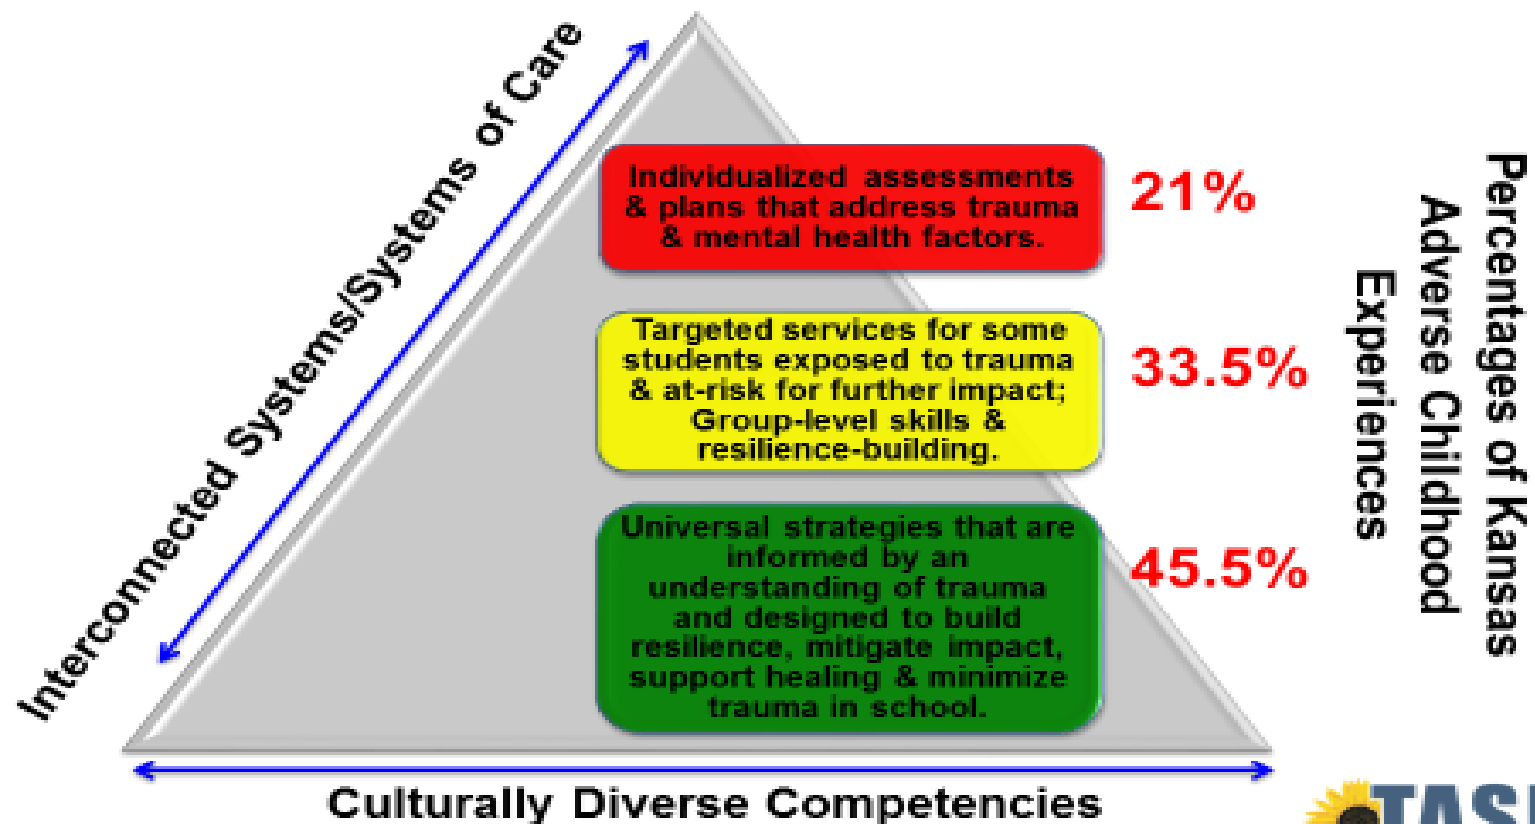 Interconnected Systems/Systems of Care
Individualized assessments
& plans that address trauma
& mental health factors.
21%
Targeted services for some
students exposed to trauma
& at-risk for further impact;
Group-level skills &
resilience-building.
33.5%
Universal strategies that are
informed by an
understanding of trauma
and designed to build
resilience, mitigate impact,
support healing & minimize
trauma in school.
45.5%
Percentages of Kansas
Adverse Childhood
Experiences
Culturally Diverse Competencies